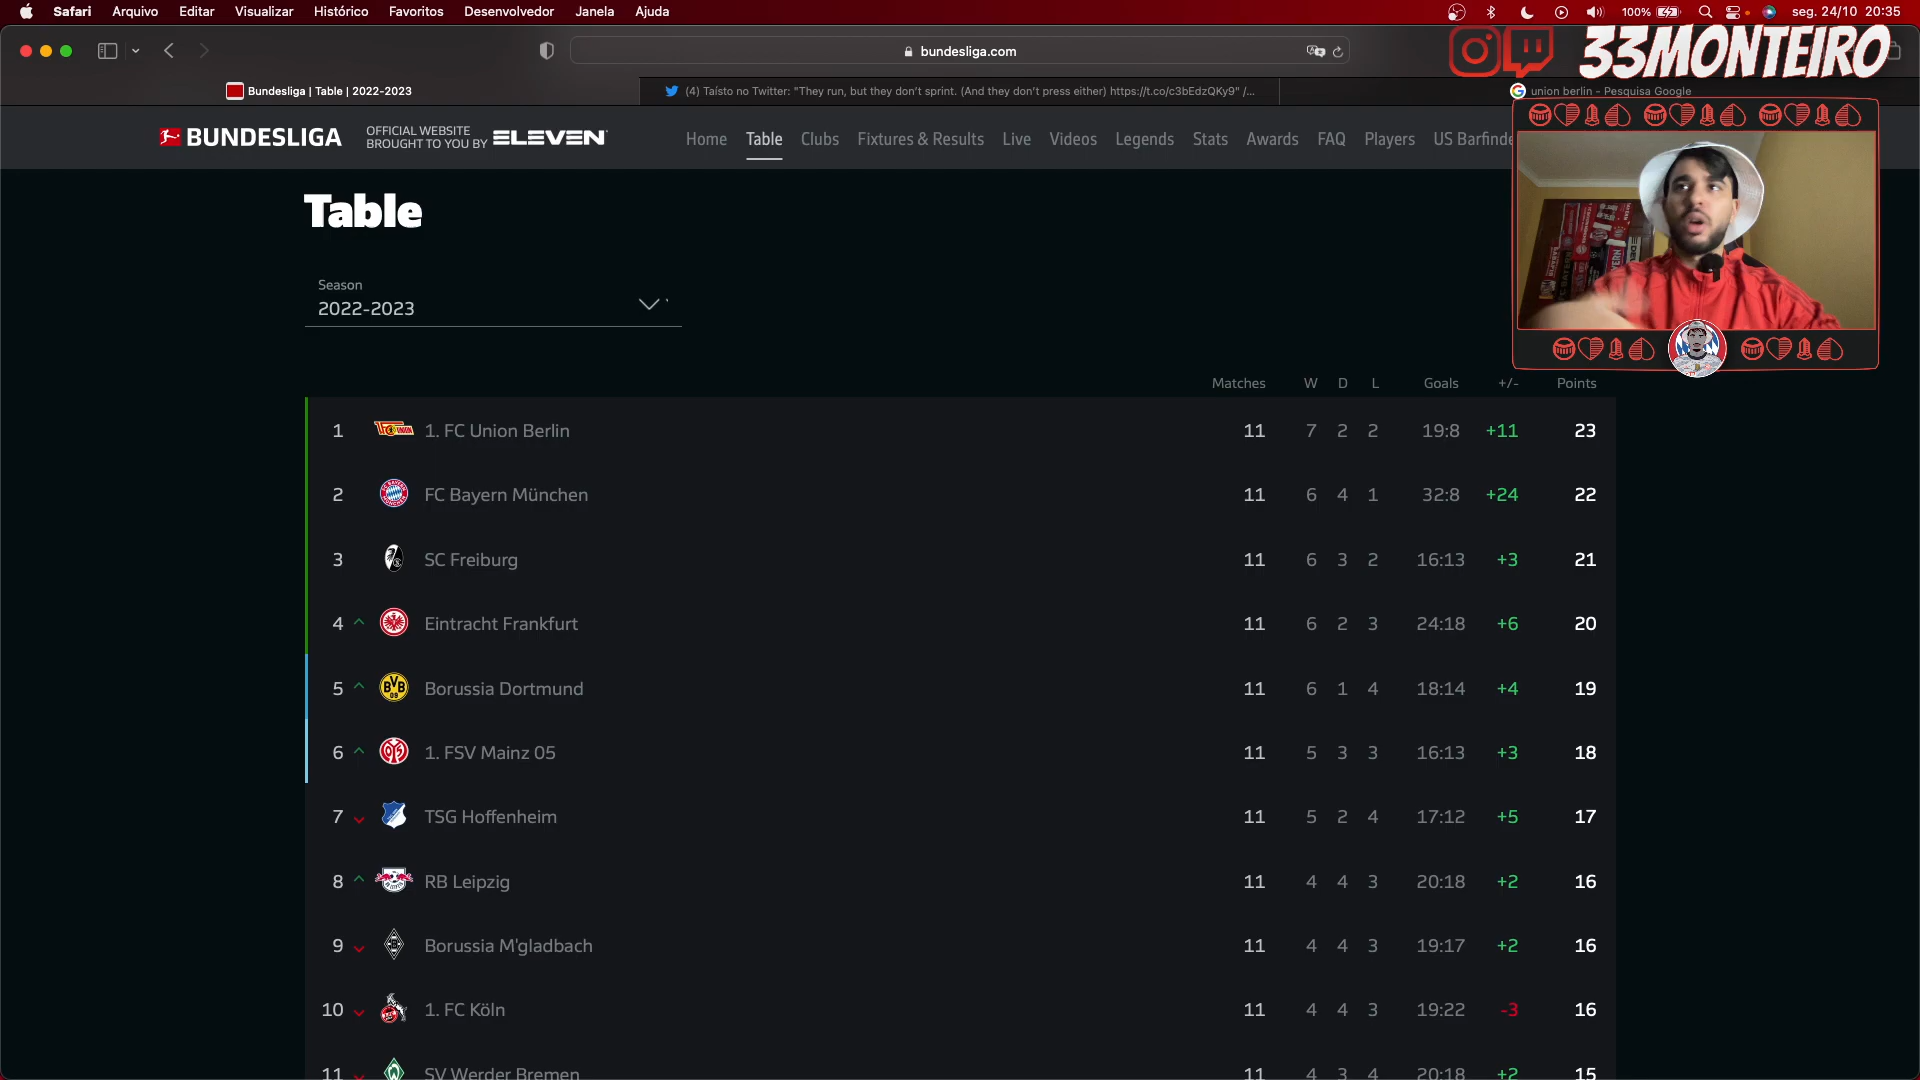 Safari Arquivo Editar Visualizar Histórico Favoritos Desenvolvedor Janela Ajuda 100% seg. 24/10 20:35
bundesliga.com
33MONTEIRO
Bundesliga | Table | 2022-2023
(4) Taísto no Twitter: "They run, but they don't sprint. (And they don't press either) https://t.co/c3bEdzQKy9" /...
union berlin - Pesquisa Google
BUNDESLIGA
OFFICIAL WEBSITE
BROUGHT TO YOU BY ELEVEN
Home Table Clubs Fixtures & Results Live Videos Legends Stats Awards FAQ Players US Barfinde
Table
Season
2022-2023
Matches W D L Goals +/- Points
1 1. FC Union Berlin 11 7 2 2 19:8 +11 23
2 FC Bayern München 11 6 4 1 32:8 +24 22
3 SC Freiburg 11 6 3 2 16:13 +3 21
4 Eintracht Frankfurt 11 6 2 3 24:18 +6 20
5 Borussia Dortmund 11 6 1 4 18:14 +4 19
6 1. FSV Mainz 05 11 5 3 3 16:13 +3 18
7 TSG Hoffenheim 11 5 2 4 17:12 +5 17
8 RB Leipzig 11 4 4 3 20:18 +2 16
9 Borussia M'gladbach 11 4 4 3 19:17 +2 16
10 1. FC Köln 11 4 4 3 19:22 -3 16
11 SV Werder Bremen 11 4 3 4 20:18 +2 15